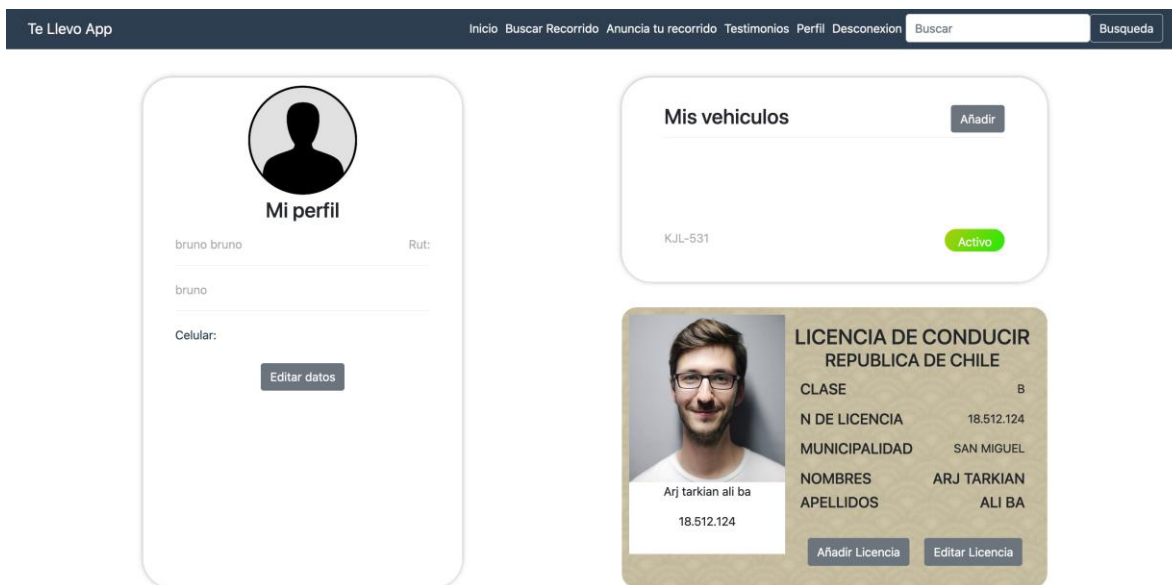 Te Llevo App Inicio Buscar Recorrido Anuncia tu recorrido Testimonios Perfil Desconexion Buscar Busqueda
Mi perfil
bruno bruno Rut:
bruno
Celular:
Editar datos
Mis vehiculos Añadir
KJL-531 Activo
Arj tarkian ali ba
18.512.124
LICENCIA DE CONDUCIR
REPUBLICA DE CHILE
CLASE B
N DE LICENCIA 18.512.124
MUNICIPALIDAD SAN MIGUEL
NOMBRES ARJ TARKIAN
APELLIDOS ALI BA
Añadir Licencia Editar Licencia